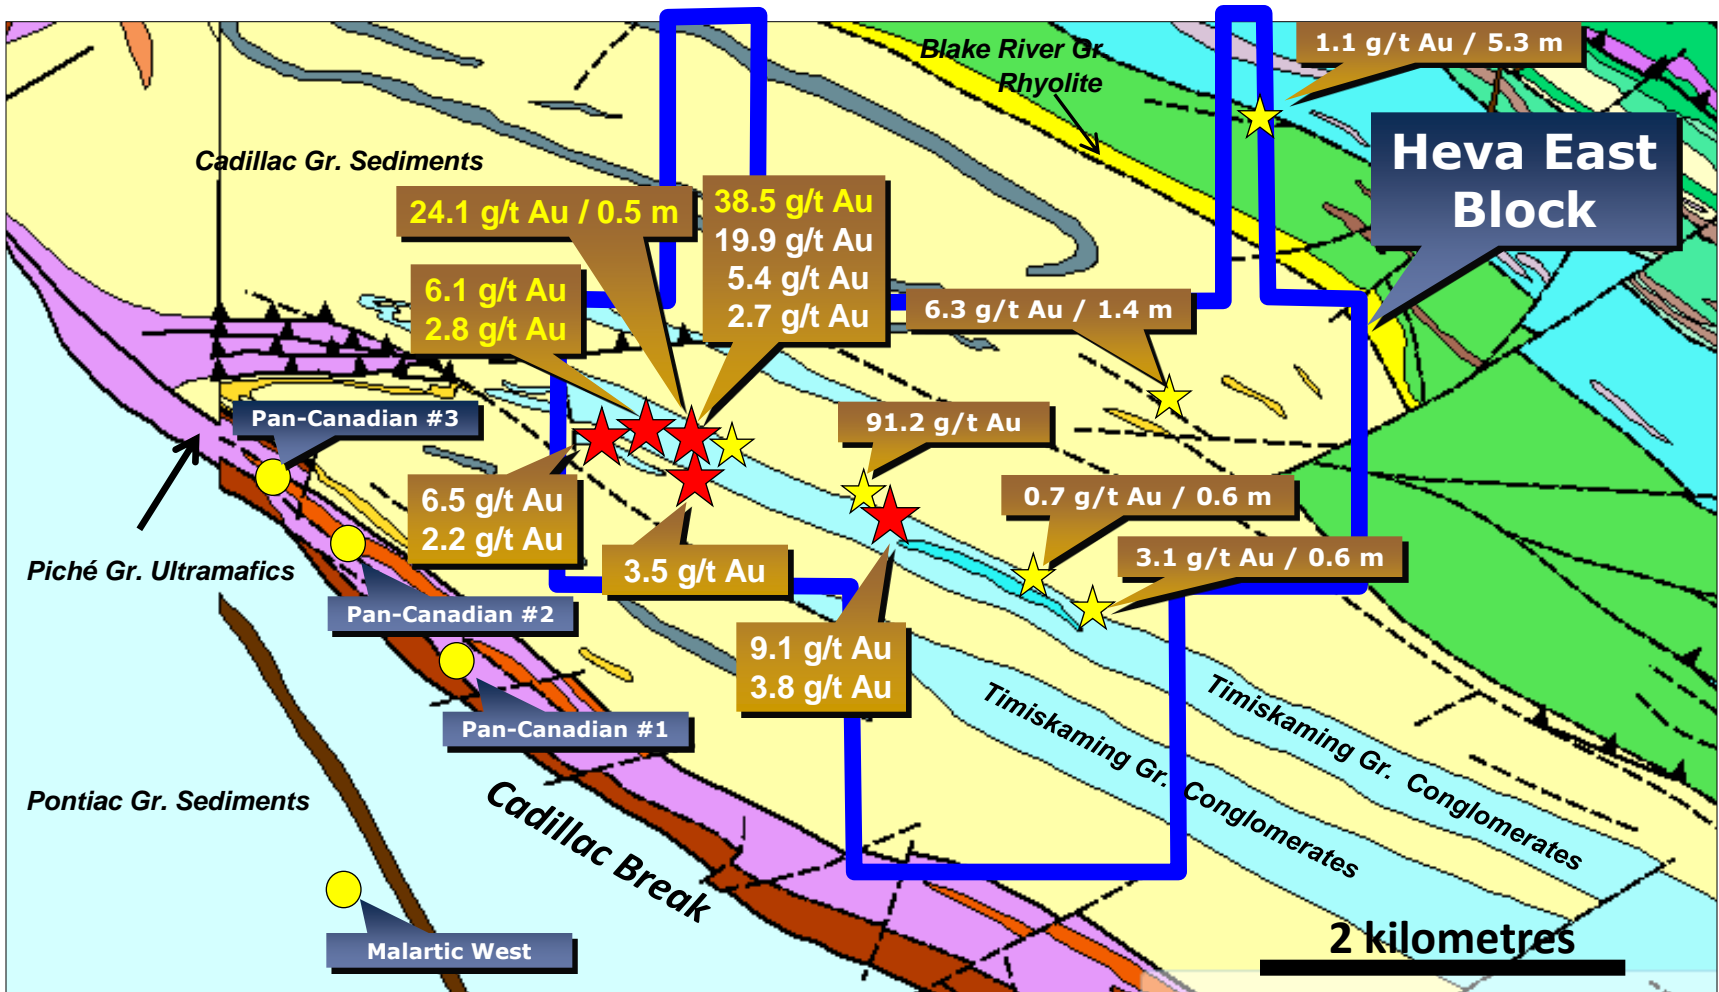 1.1 g/t Au / 5.3 m
Blake River Gr.
Rhyolite
Heva East
Block
Cadillac Gr. Sediments
24.1 g/t Au / 0.5 m
38.5 g/t Au
19.9 g/t Au
5.4 g/t Au
2.7 g/t Au
6.1 g/t Au
2.8 g/t Au
6.3 g/t Au / 1.4 m
Pan-Canadian #3
91.2 g/t Au
6.5 g/t Au
2.2 g/t Au
0.7 g/t Au / 0.6 m
3.5 g/t Au
3.1 g/t Au / 0.6 m
Piché Gr. Ultramafics
Pan-Canadian #2
9.1 g/t Au
3.8 g/t Au
Pan-Canadian #1
Timiskaming Gr. Conglomerates
Timiskaming Gr. Conglomerates
Pontiac Gr. Sediments
Cadillac Break
Malartic West
2 kilometres